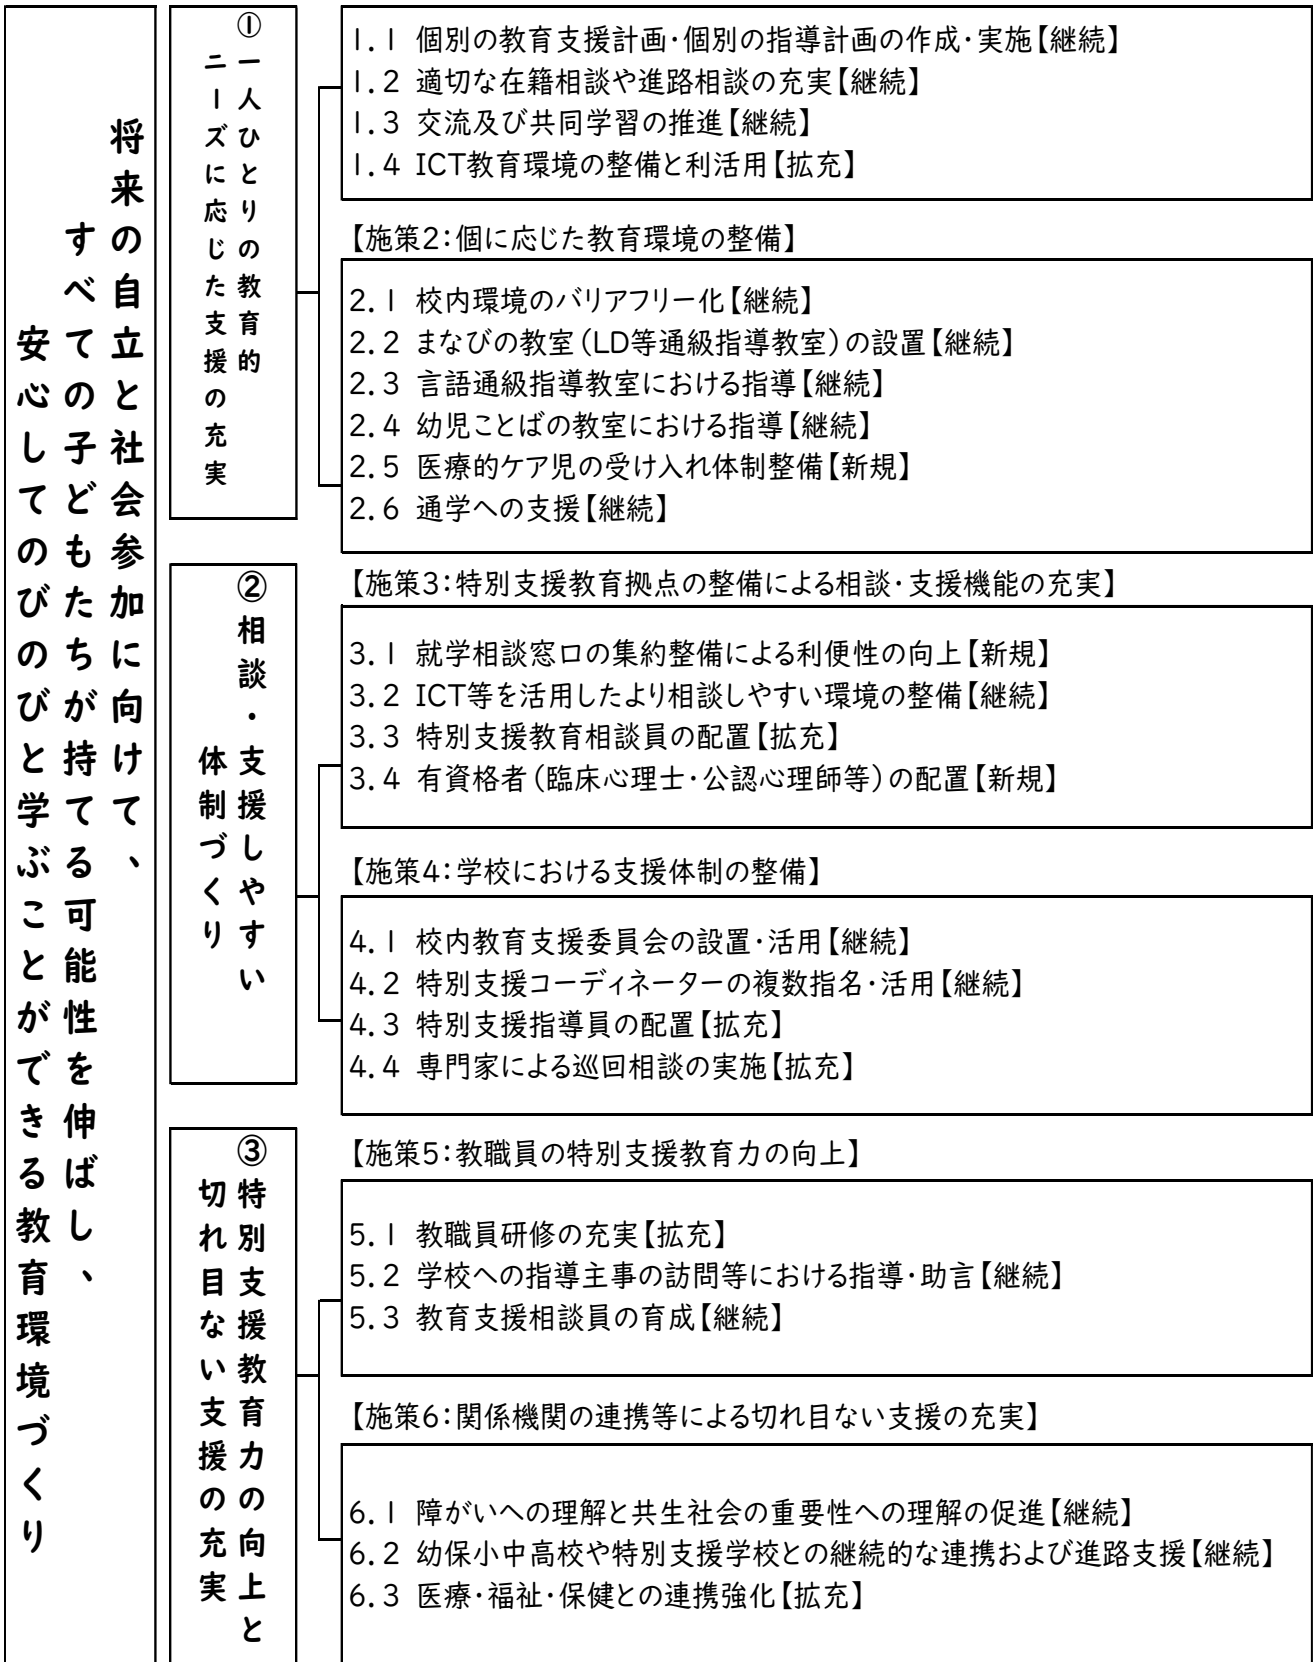 将来の自立と社会参加に向けて、
すべての子どもたちが持てる可能性を伸ばし、
安心してのびのびと学ぶことができる教育環境づくり
①一人ひとりの教育的
ニーズに応じた支援の充実
1.1 個別の教育支援計画・個別の指導計画の作成・実施【継続】
1.2 適切な在籍相談や進路相談の充実【継続】
1.3 交流及び共同学習の推進【継続】
1.4 ICT教育環境の整備と利活用【拡充】
【施策2：個に応じた教育環境の整備】
2.1 校内環境のバリアフリー化【継続】
2.2 まなびの教室（LD等通級指導教室）の設置【継続】
2.3 言語通級指導教室における指導【継続】
2.4 幼児ことばの教室における指導【継続】
2.5 医療的ケア児の受け入れ体制整備【新規】
2.6 通学への支援【継続】
②相談・支援しやすい
体制づくり
【施策3：特別支援教育拠点の整備による相談・支援機能の充実】
3.1 就学相談窓口の集約整備による利便性の向上【新規】
3.2 ICT等を活用したより相談しやすい環境の整備【継続】
3.3 特別支援教育相談員の配置【拡充】
3.4 有資格者（臨床心理士・公認心理師等）の配置【新規】
【施策4：学校における支援体制の整備】
4.1 校内教育支援委員会の設置・活用【継続】
4.2 特別支援コーディネーターの複数指名・活用【継続】
4.3 特別支援指導員の配置【拡充】
4.4 専門家による巡回相談の実施【拡充】
③特別支援教育力の向上と
切れ目ない支援の充実
【施策5：教職員の特別支援教育力の向上】
5.1 教職員研修の充実【拡充】
5.2 学校への指導主事の訪問等における指導・助言【継続】
5.3 教育支援相談員の育成【継続】
【施策6：関係機関の連携等による切れ目ない支援の充実】
6.1 障がいへの理解と共生社会の重要性への理解の促進【継続】
6.2 幼保小中高校や特別支援学校との継続的な連携および進路支援【継続】
6.3 医療・福祉・保健との連携強化【拡充】